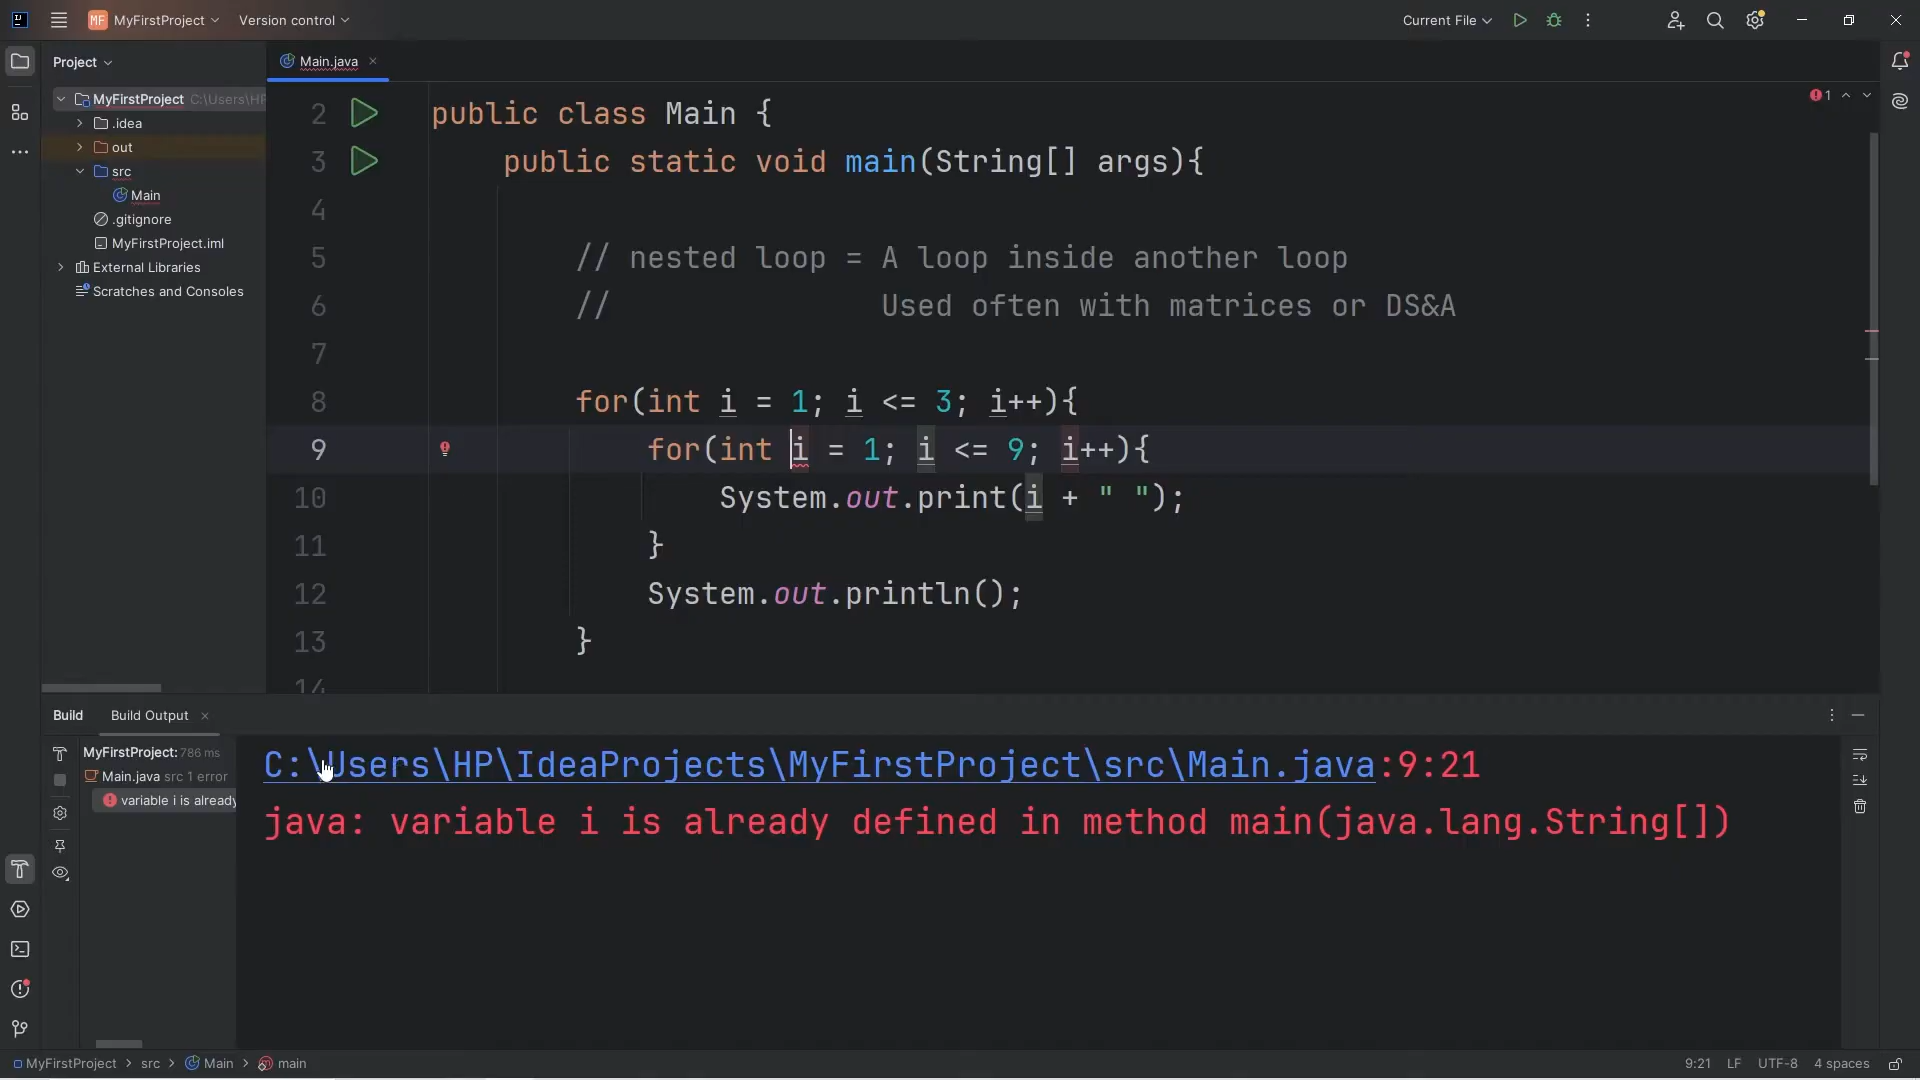 MF MyFirstProject
Version control
Current File
Project
Main.java
MyFirstProject C:\Users\HP
.idea
out
src
Main
.gitignore
MyFirstProject.iml
External Libraries
Scratches and Consoles
1
2 public class Main {
3 public static void main(String[] args){
4
5 // nested loop = A loop inside another loop
6 // Used often with matrices or DS&A
7
8 for(int i = 1; i <= 3; i++){
9 for(int i = 1; i <= 9; i++){
10 System.out.print(i + " ");
11 }
12 System.out.println();
13 }
14
Build
Build Output
MyFirstProject: 786 ms
Main.java src 1 error
variable i is already
C:\Users\HP\IdeaProjects\MyFirstProject\src\Main.java:9:21
java: variable i is already defined in method main(java.lang.String[])
MyFirstProject > src > Main > main
9:21 LF UTF-8 4 spaces